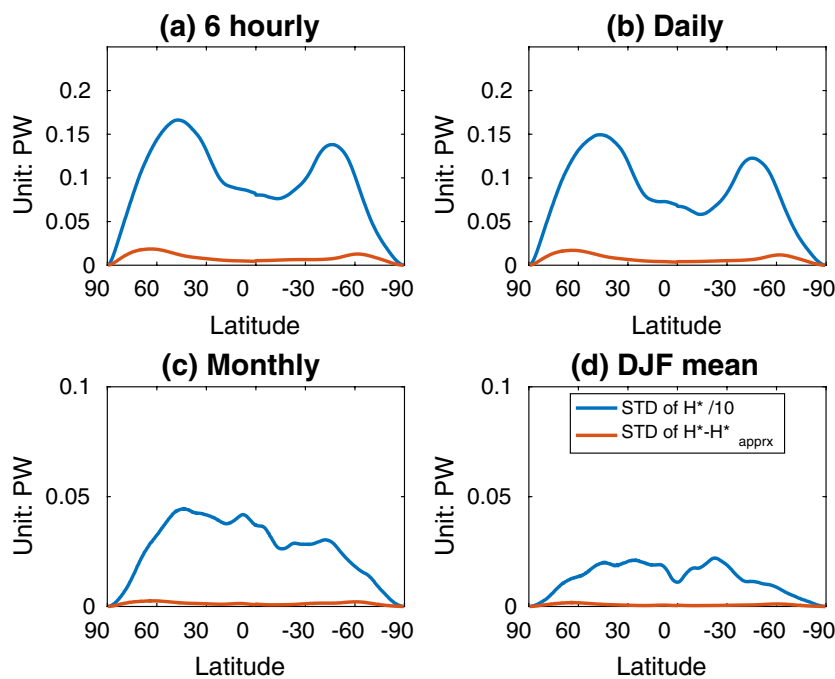 (a) 6 hourly
Unit: PW
0.2
0.15
0.1
0.05
0
90 60 30 0 -30 -60 -90
Latitude
(b) Daily
Unit: PW
0.2
0.15
0.1
0.05
0
90 60 30 0 -30 -60 -90
Latitude
(c) Monthly
Unit: PW
0.1
0.05
0
90 60 30 0 -30 -60 -90
Latitude
(d) DJF mean
Unit: PW
0.1
0.05
0
STD of H* /10
STD of H*-H* apprx
90 60 30 0 -30 -60 -90
Latitude